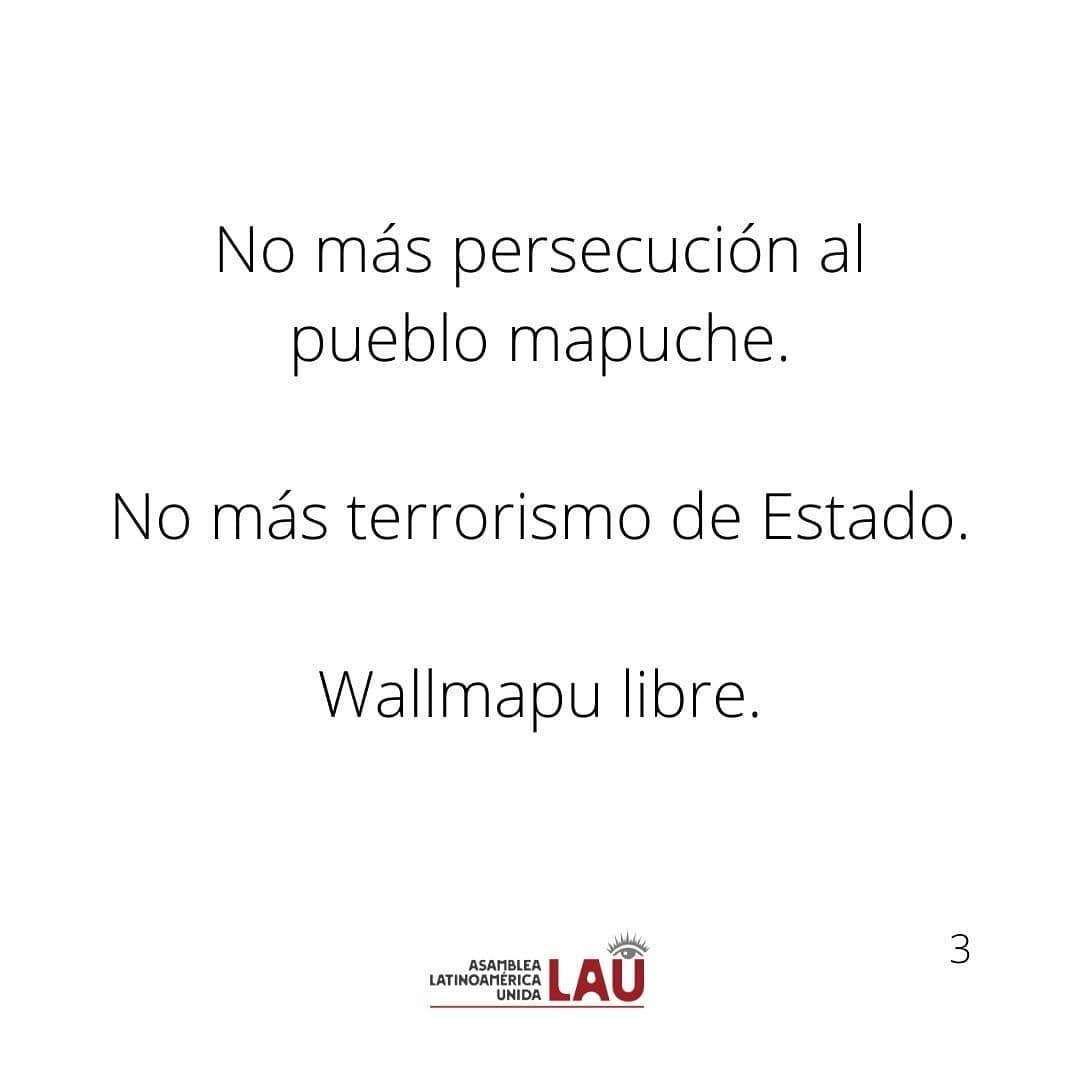 No más persecución al
pueblo mapuche.
No más terrorismo de Estado.
Wallmapu libre.
3
ASAMBLEA
LATINOAMÉRICA
UNIDA
LAU